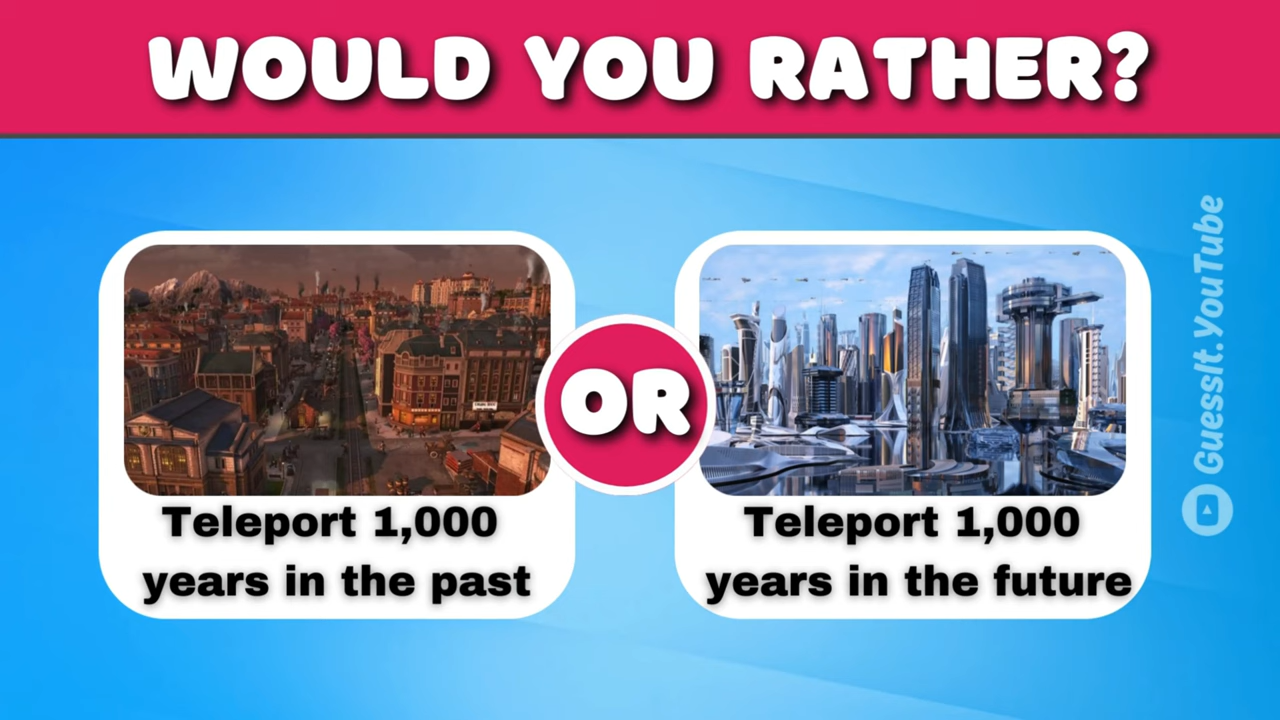 WOULD YOU RATHER?
OR
Teleport 1,000
years in the past
Teleport 1,000
years in the future
GuessIt.YouTube